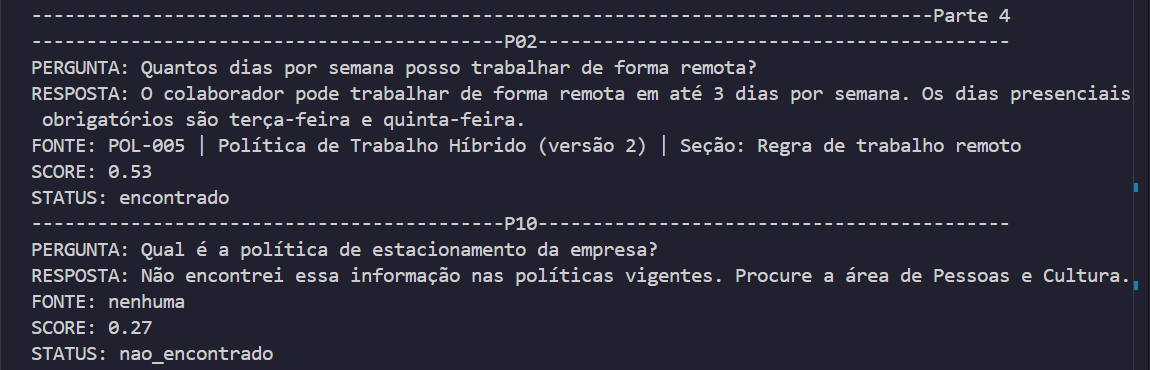 ----------------------------------------------------------------------------------Parte 4
-------------------------------------------P02-------------------------------------------
PERGUNTA: Quantos dias por semana posso trabalhar de forma remota?
RESPOSTA: O colaborador pode trabalhar de forma remota em até 3 dias por semana. Os dias presenciais
obrigatórios são terça-feira e quinta-feira.
FONTE: POL-005 | Política de Trabalho Híbrido (versão 2) | Seção: Regra de trabalho remoto
SCORE: 0.53
STATUS: encontrado
-------------------------------------------P10-------------------------------------------
PERGUNTA: Qual é a política de estacionamento da empresa?
RESPOSTA: Não encontrei essa informação nas políticas vigentes. Procure a área de Pessoas e Cultura.
FONTE: nenhuma
SCORE: 0.27
STATUS: nao_encontrado